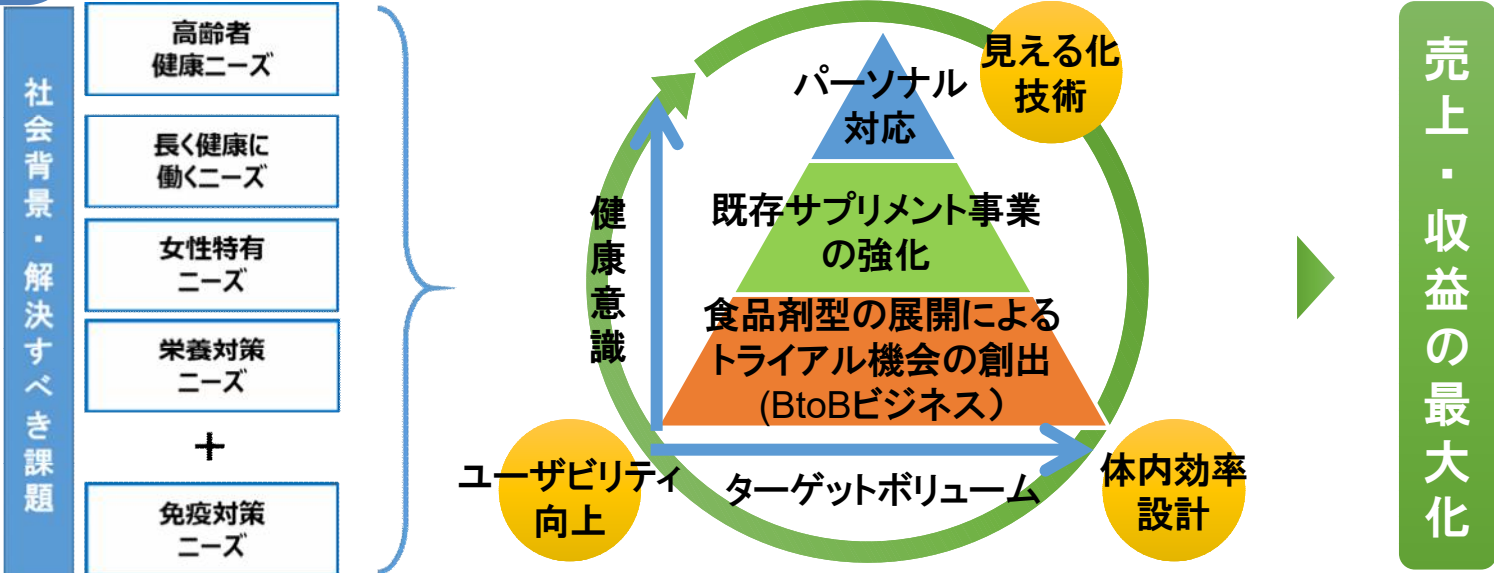 社会背景・解決すべき課題
高齢者
健康ニーズ
長く健康に
働くニーズ
女性特有
ニーズ
栄養対策
ニーズ
+
免疫対策
ニーズ
健康意識
パーソナル
対応
既存サプリメント事業
の強化
食品剤型の展開による
トライアル機会の創出
(BtoBビジネス）
ターゲットボリューム
見える化
技術
ユーザビリティ
向上
体内効率
設計
売上・収益の最大化